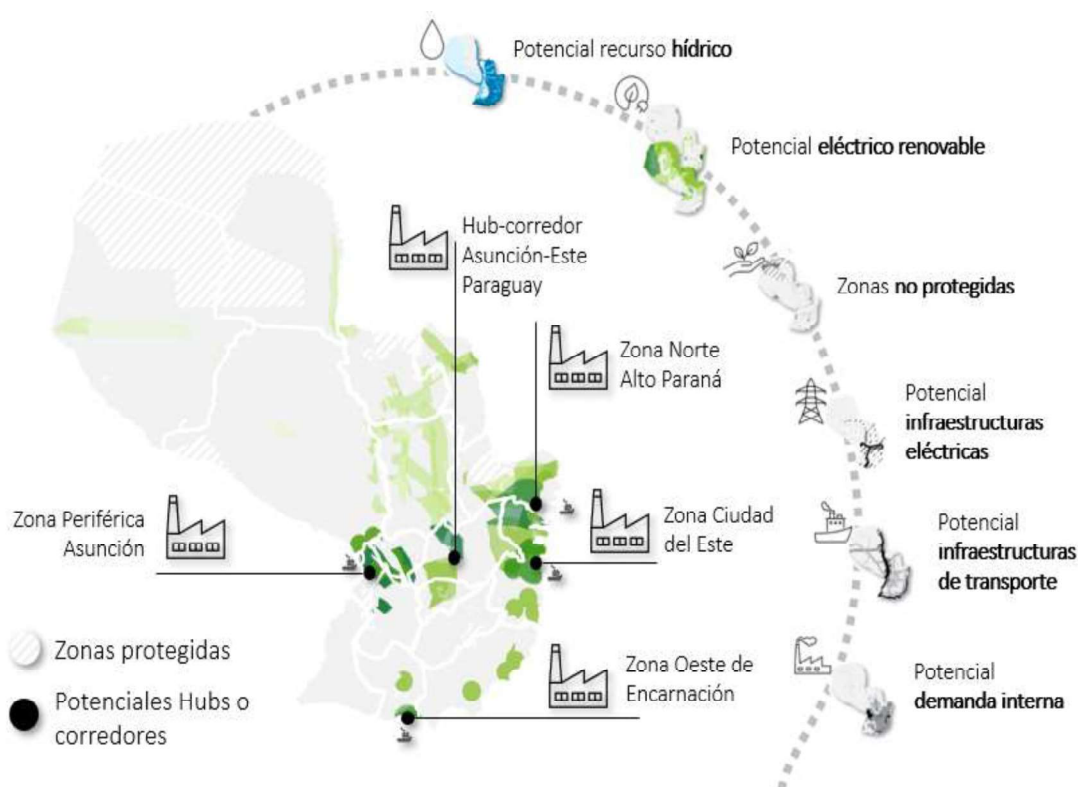 Potencial recurso hídrico
Potencial eléctrico renovable
Hub-corredor
Asunción-Este
Paraguay
Zonas no protegidas
Zona Norte
Alto Paraná
Potencial
infraestructuras
eléctricas
Zona Periférica
Asunción
Zona Ciudad
del Este
Potencial
infraestructuras
de transporte
Zonas protegidas
Potenciales Hubs o
corredores
Zona Oeste de
Encarnación
Potencial
demanda interna